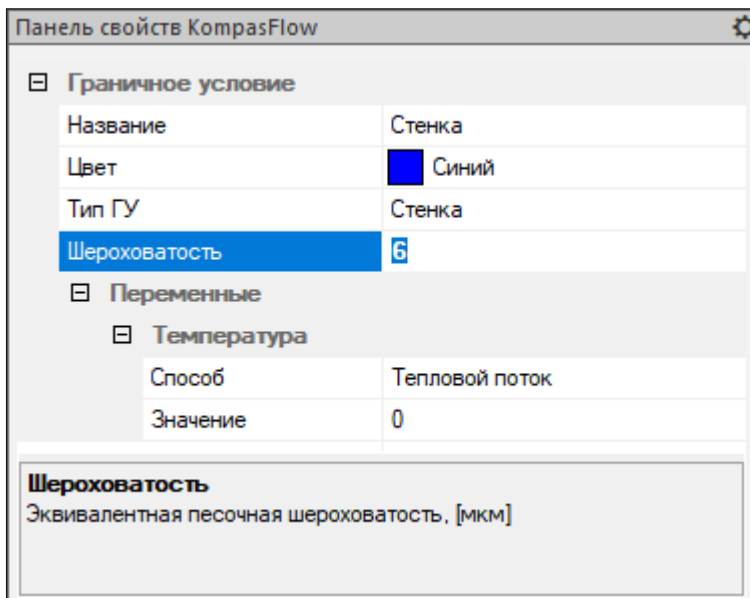 Панель свойств KompasFlow
Граничное условие
Название Стенка
Цвет Синий
Тип ГУ Стенка
Шероховатость 6
Переменные
Температура
Способ Тепловой поток
Значение 0
Шероховатость
Эквивалентная песочная шероховатость, [мкм]